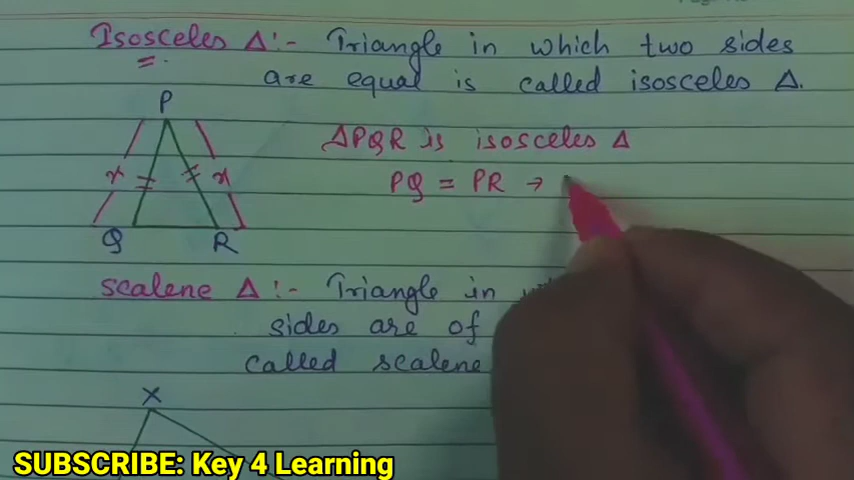 Isosceles Δ :- Triangle in which two sides
are equal is called isosceles Δ.
P
ΔPQR is isosceles Δ
x x
PQ = PR →
Q R
Scalene Δ :- Triangle in
sides are of
called scalene
X
SUBSCRIBE: Key 4 Learning